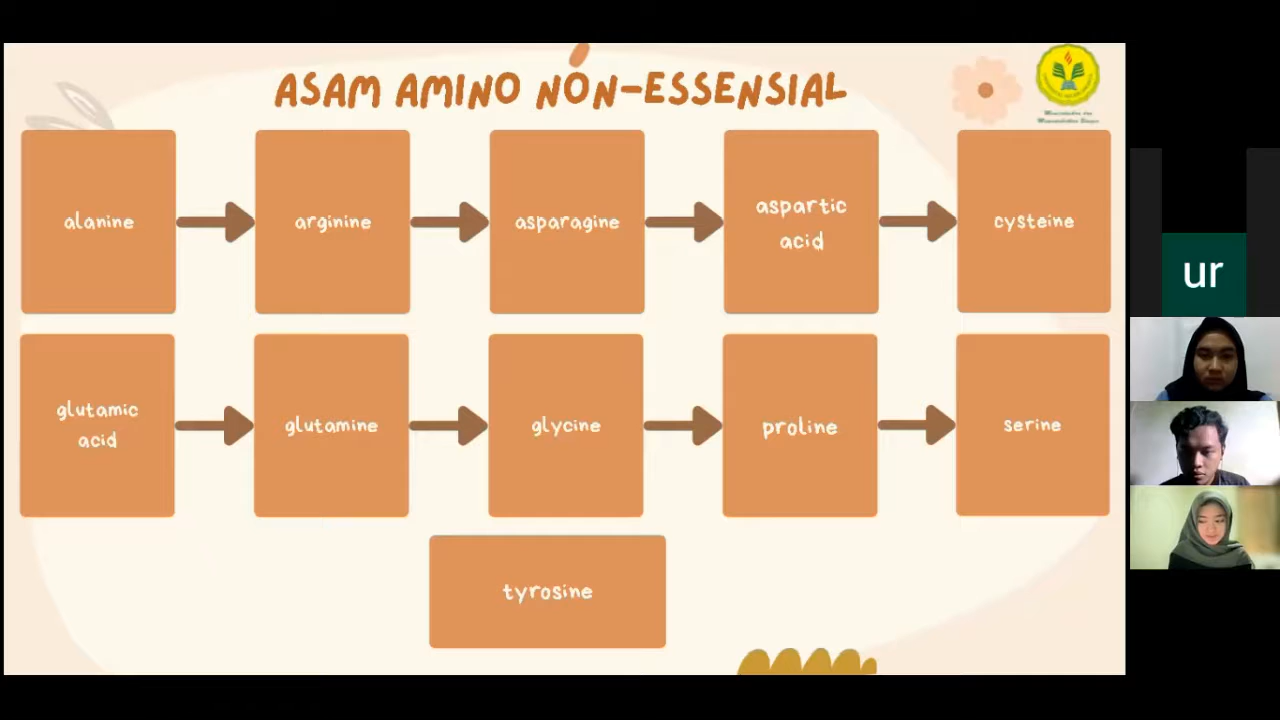 ASAM AMINO NON-ESSENSIAL
alanine
arginine
asparagine
aspartic
acid
cysteine
glutamic
acid
glutamine
glycine
proline
serine
tyrosine
ur